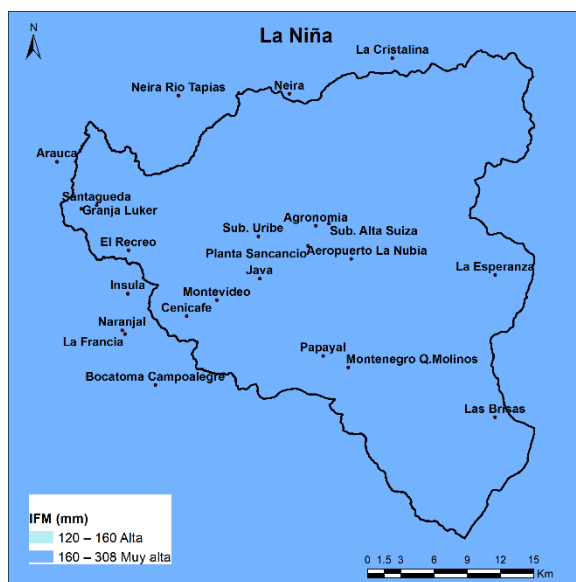 La Niña
N
La Cristalina
Neira Rio Tapias
Neira
Arauca
Santagueda
Granja Luker
Agronomia
Sub. Uribe
Sub. Alta Suiza
El Recreo
Planta Sancancio
Aeropuerto La Nubia
Java
La Esperanza
Insula
Montevideo
Cenicafe
Naranjal
La Francia
Papayal
Montenegro Q.Molinos
Bocatoma Campoalegre
Las Brisas
IFM (mm)
120 – 160 Alta
160 – 308 Muy alta
0 1.5 3 6 9 12 15
Km